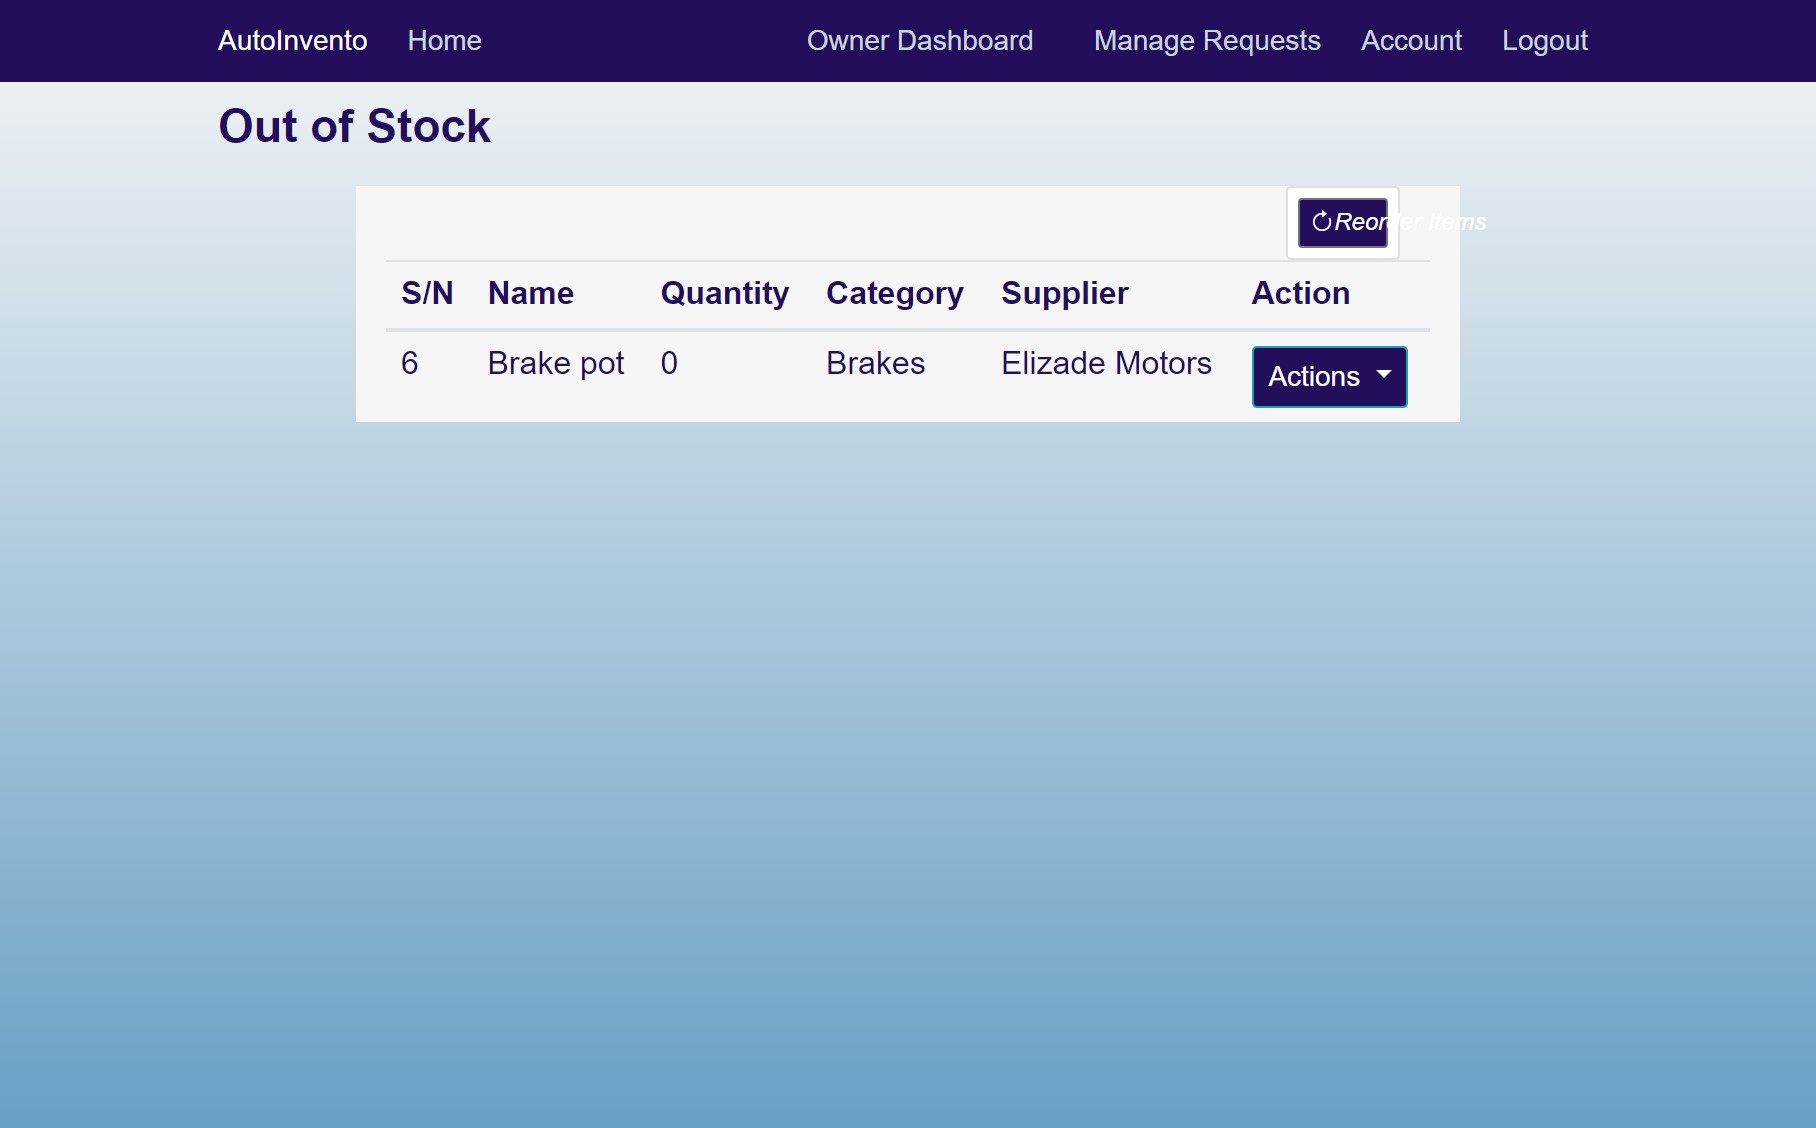 AutoInvento Home Owner Dashboard Manage Requests Account Logout
Out of Stock
Reorder Items
S/N Name Quantity Category Supplier Action
6 Brake pot 0 Brakes Elizade Motors Actions